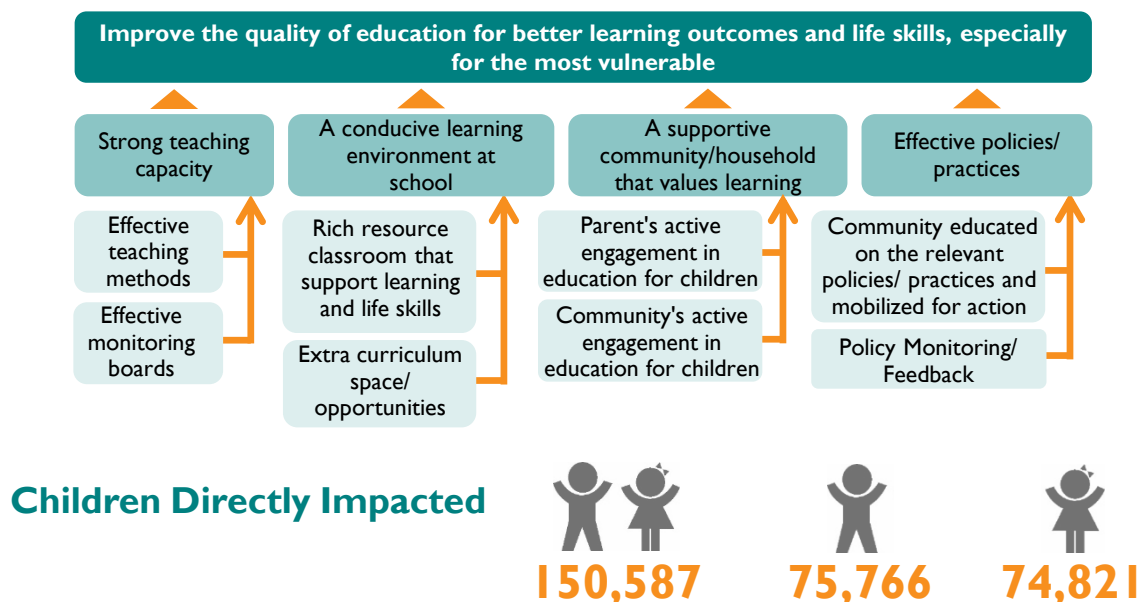 Improve the quality of education for better learning outcomes and life skills, especially
for the most vulnerable
Strong teaching
capacity
A conducive learning
environment at
school
A supportive
community/household
that values learning
Effective policies/
practices
Effective
teaching
methods
Effective
monitoring
boards
Rich resource
classroom that
support learning
and life skills
Extra curriculum
space/
opportunities
Parent's active
engagement in
education for children
Community's active
engagement in
education for children
Community educated
on the relevant
policies/ practices and
mobilized for action
Policy Monitoring/
Feedback
Children Directly Impacted
150,587
75,766
74,821